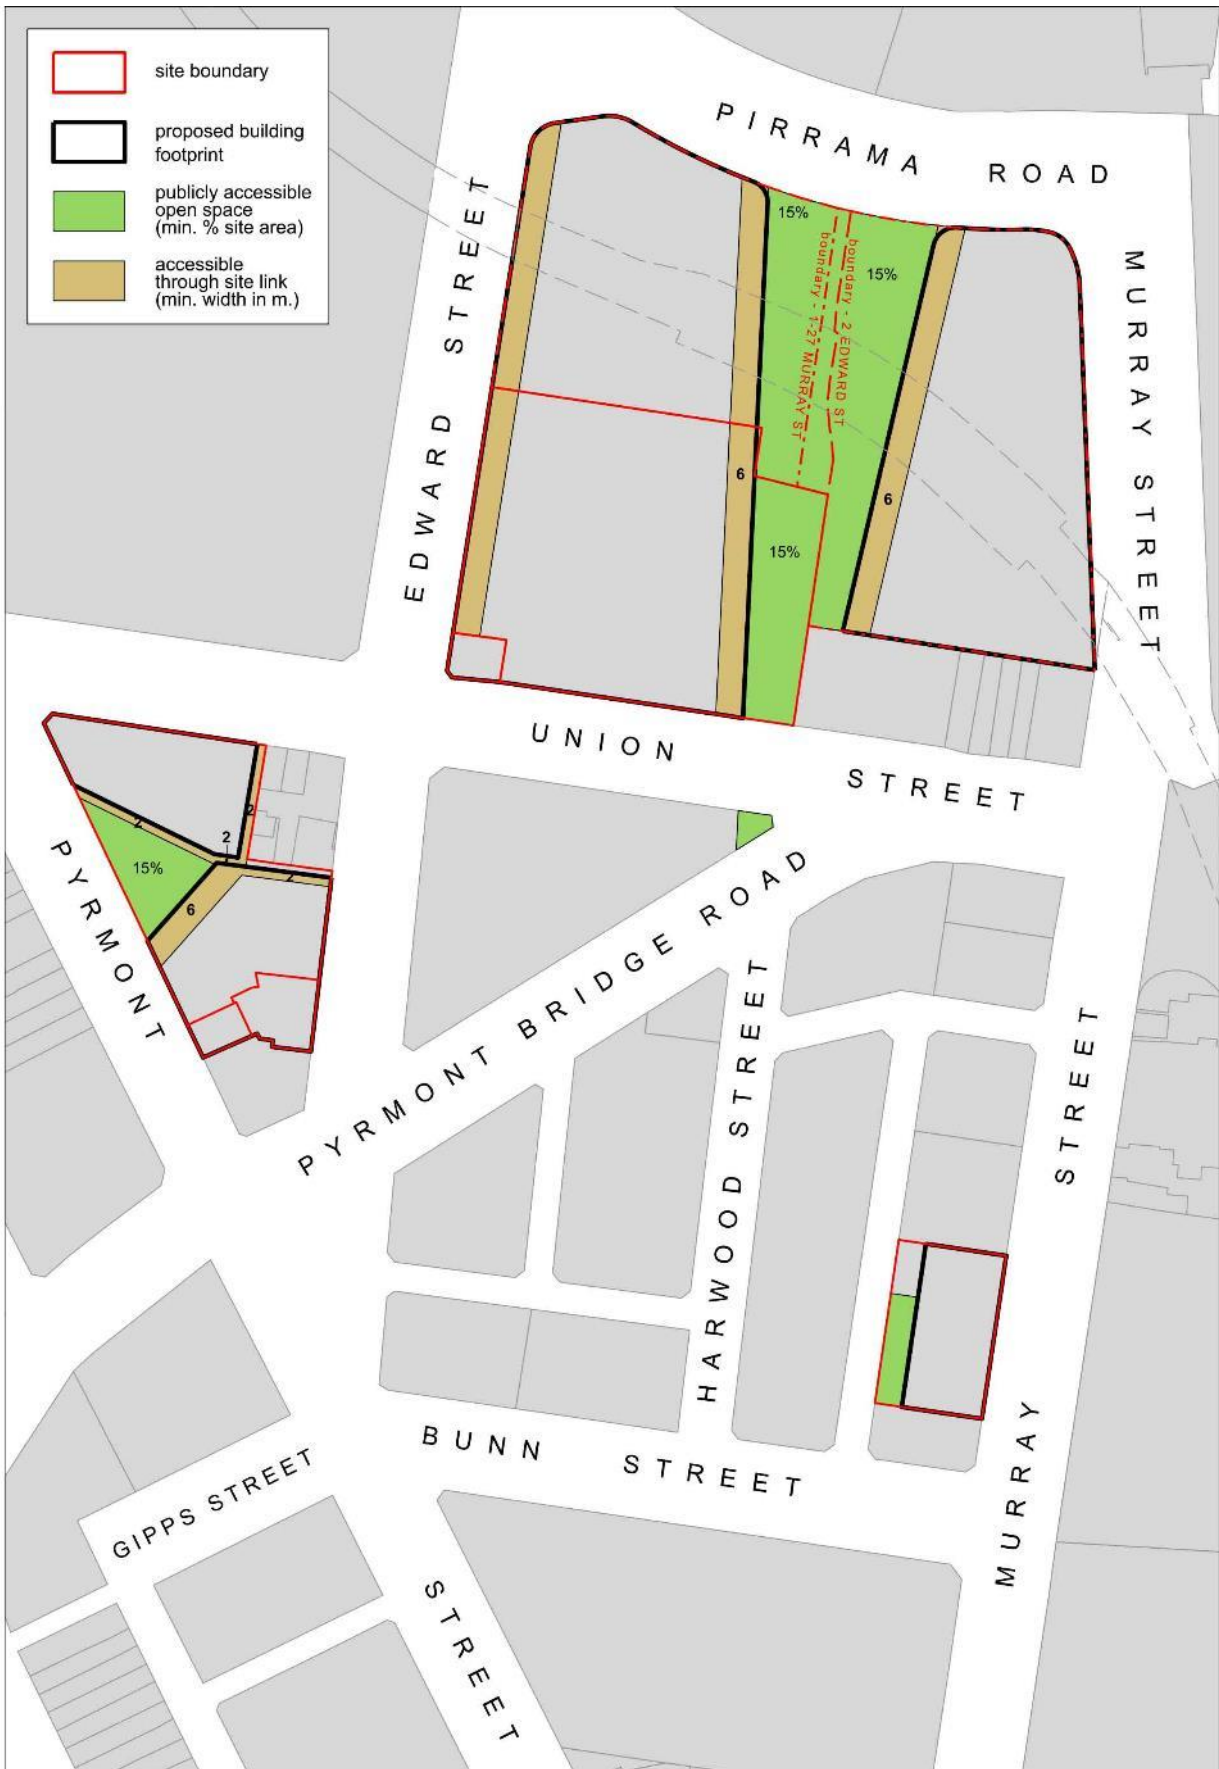 site boundary
proposed building
footprint
publicly accessible
open space
(min. % site area)
accessible
through site link
(min. width in m.)
PIRRAMA ROAD
MURRAY STREET
EDWARD STREET
15%
15%
boundary - 1-27 MURRAY ST
boundary - 2 EDWARD ST
6
6
15%
UNION STREET
2
2
2
15%
2
6
PYRMONT
PYRMONT BRIDGE ROAD
HARWOOD STREET
MURRAY STREET
BUNN STREET
GIPPS STREET
STREET